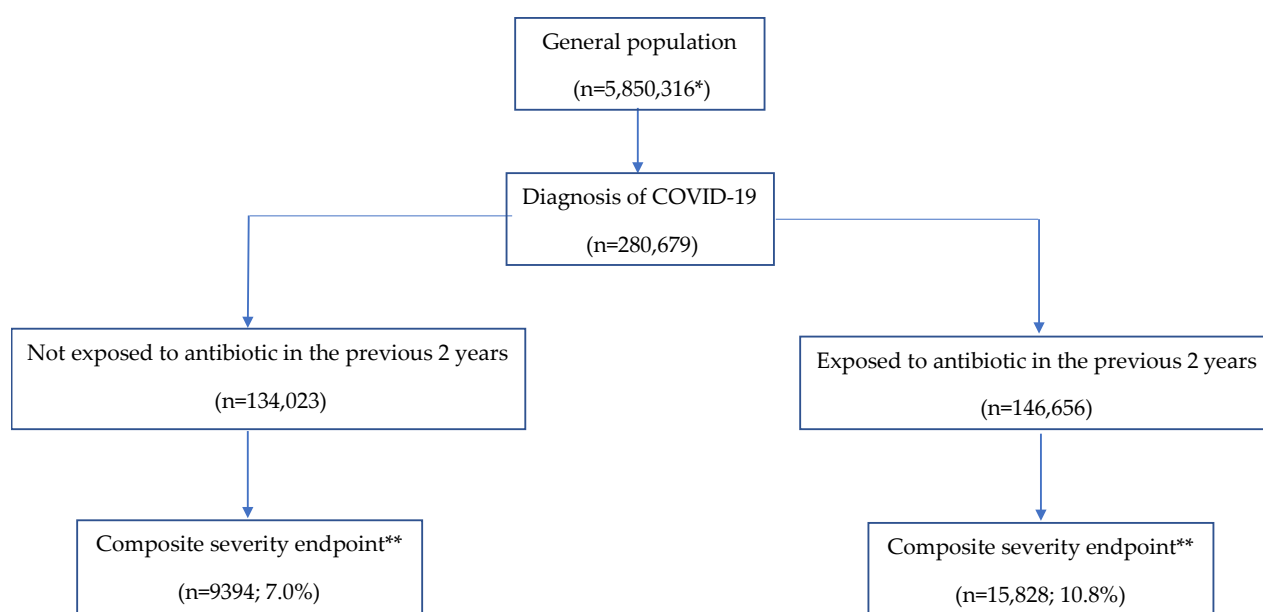 General population
(n=5,850,316*)
Diagnosis of COVID-19
(n=280,679)
Not exposed to antibiotic in the previous 2 years
(n=134,023)
Exposed to antibiotic in the previous 2 years
(n=146,656)
Composite severity endpoint**
(n=9394; 7.0%)
Composite severity endpoint**
(n=15,828; 10.8%)